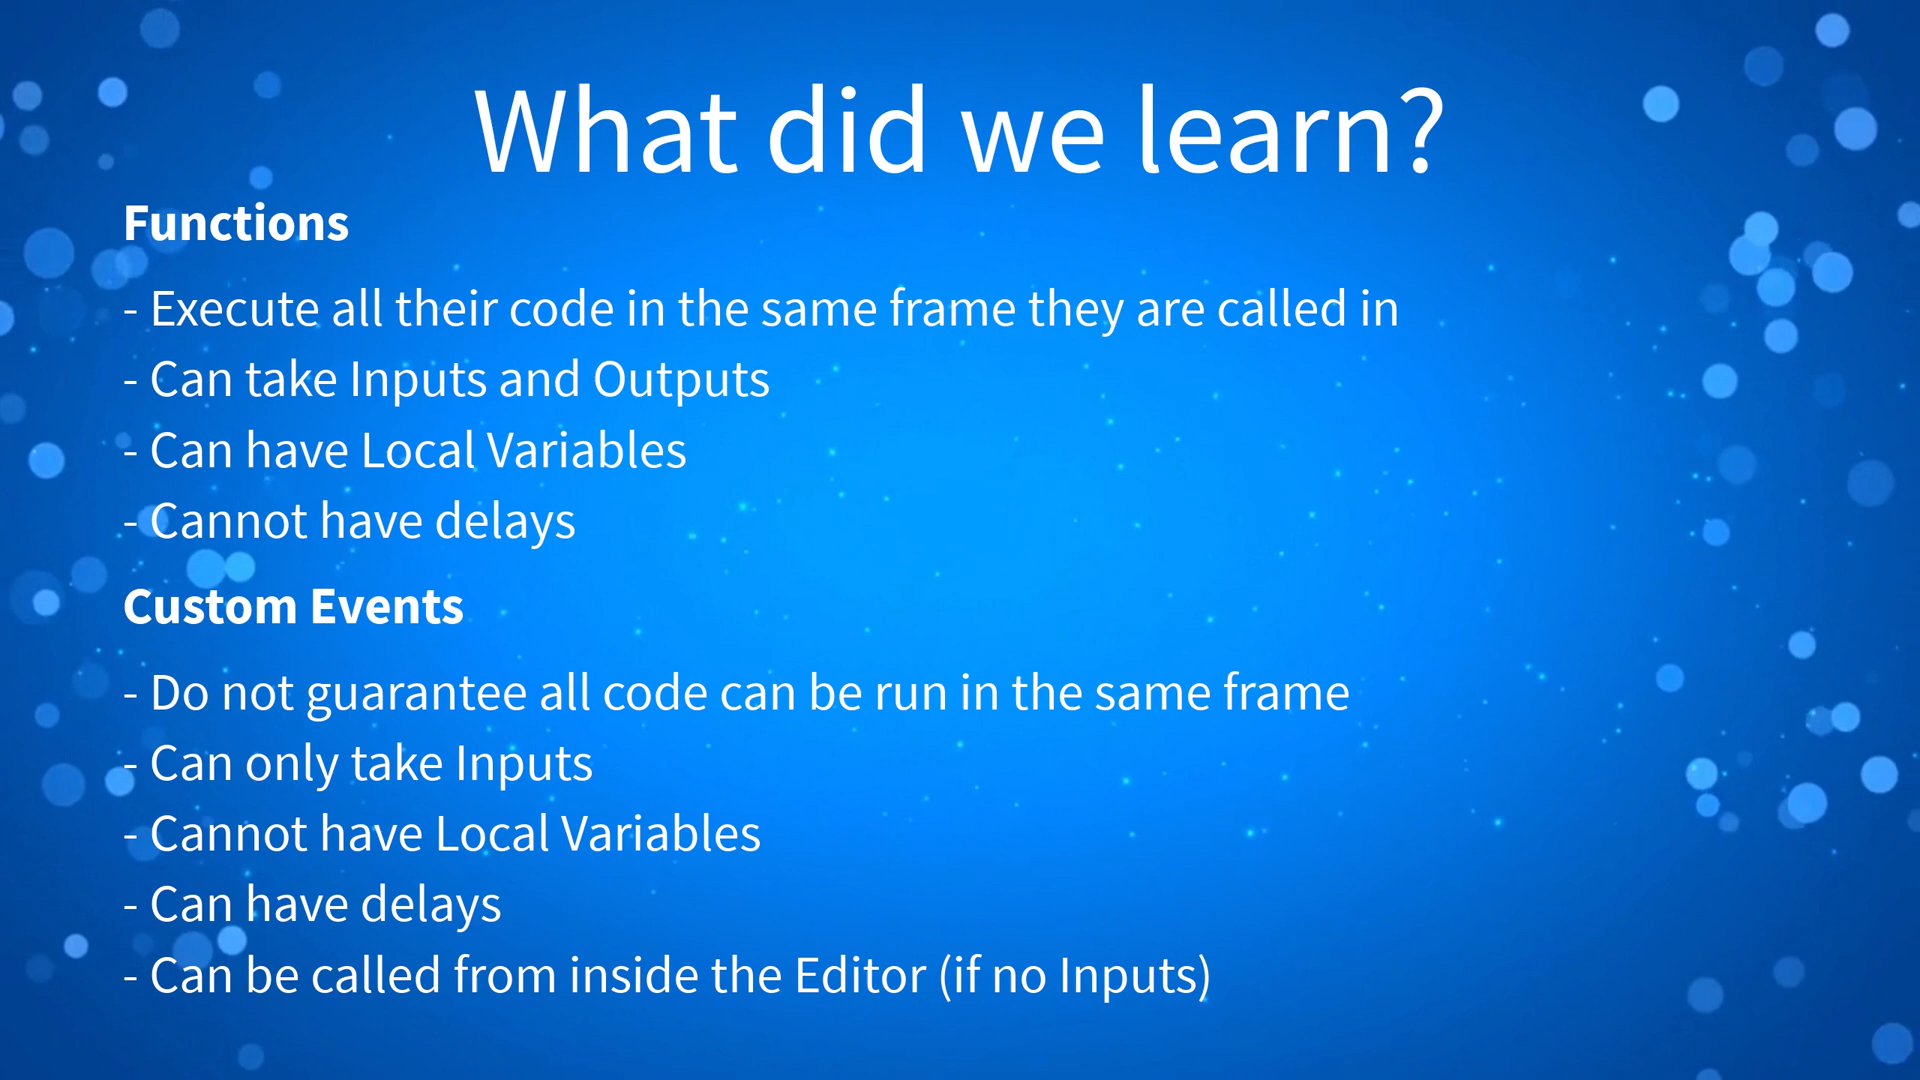 What did we learn?
Functions
- Execute all their code in the same frame they are called in
- Can take Inputs and Outputs
- Can have Local Variables
- Cannot have delays
Custom Events
- Do not guarantee all code can be run in the same frame
- Can only take Inputs
- Cannot have Local Variables
- Can have delays
- Can be called from inside the Editor (if no Inputs)